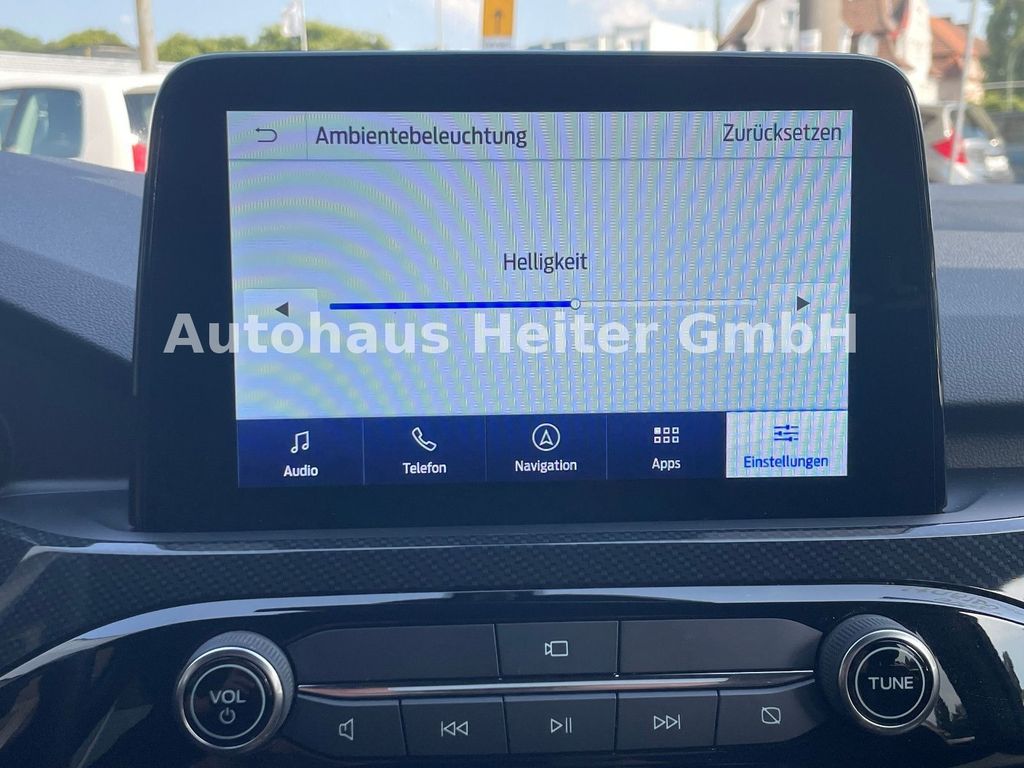 Ambientebeleuchtung
Zurücksetzen
Helligkeit
Autohaus Heiter GmbH
Audio
Telefon
Navigation
Apps
Einstellungen
VOL
TUNE